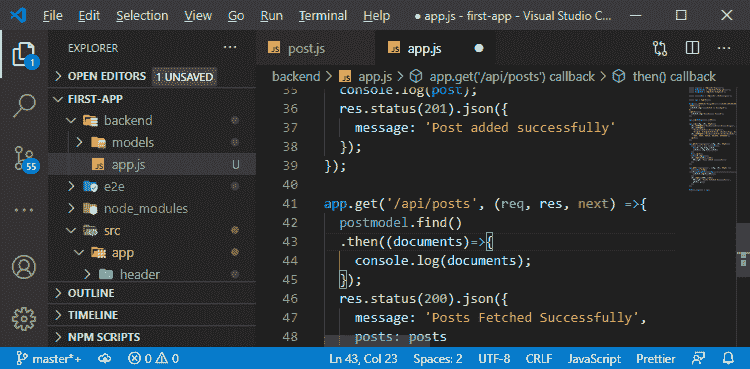 File Edit Selection View Go Run Terminal Help ● app.js - first-app - Visual Studio C...
EXPLORER
OPEN EDITORS 1 UNSAVED
FIRST-APP
backend
models
JS app.js U
e2e
node_modules
src
app
header
OUTLINE
TIMELINE
NPM SCRIPTS
1
55
JS post.js JS app.js ●
backend > JS app.js > app.get('/api/posts') callback > then() callback
35 console.log(post);
36 res.status(201).json({
37 message: 'Post added successfully'
38 });
39 });
40
41 app.get('/api/posts', (req, res, next) =>{
42 postmodel.find()
43 .then((documents)=>{
44 console.log(documents);
45 });
46 res.status(200).json({
47 message: 'Posts Fetched Successfully',
48 posts: posts
master*+ 0 0 Ln 43, Col 23 Spaces: 2 UTF-8 CRLF JavaScript Prettier